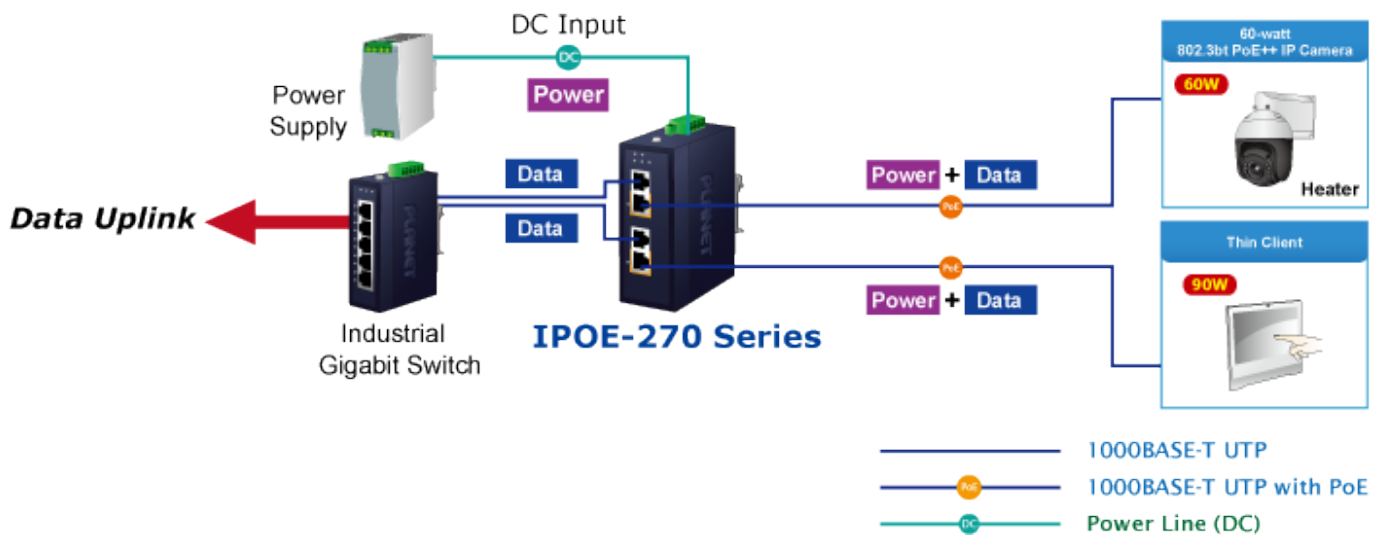 DC Input
DC
Power
Power
Supply
Data
Data
Data Uplink
PLANET
PLANET
Industrial
Gigabit Switch
IPOE-270 Series
Power + Data
PoE
PoE
Power + Data
60-watt
802.3bt PoE++ IP Camera
60W
Heater
Thin Client
90W
1000BASE-T UTP
PoE
1000BASE-T UTP with PoE
DC
Power Line (DC)